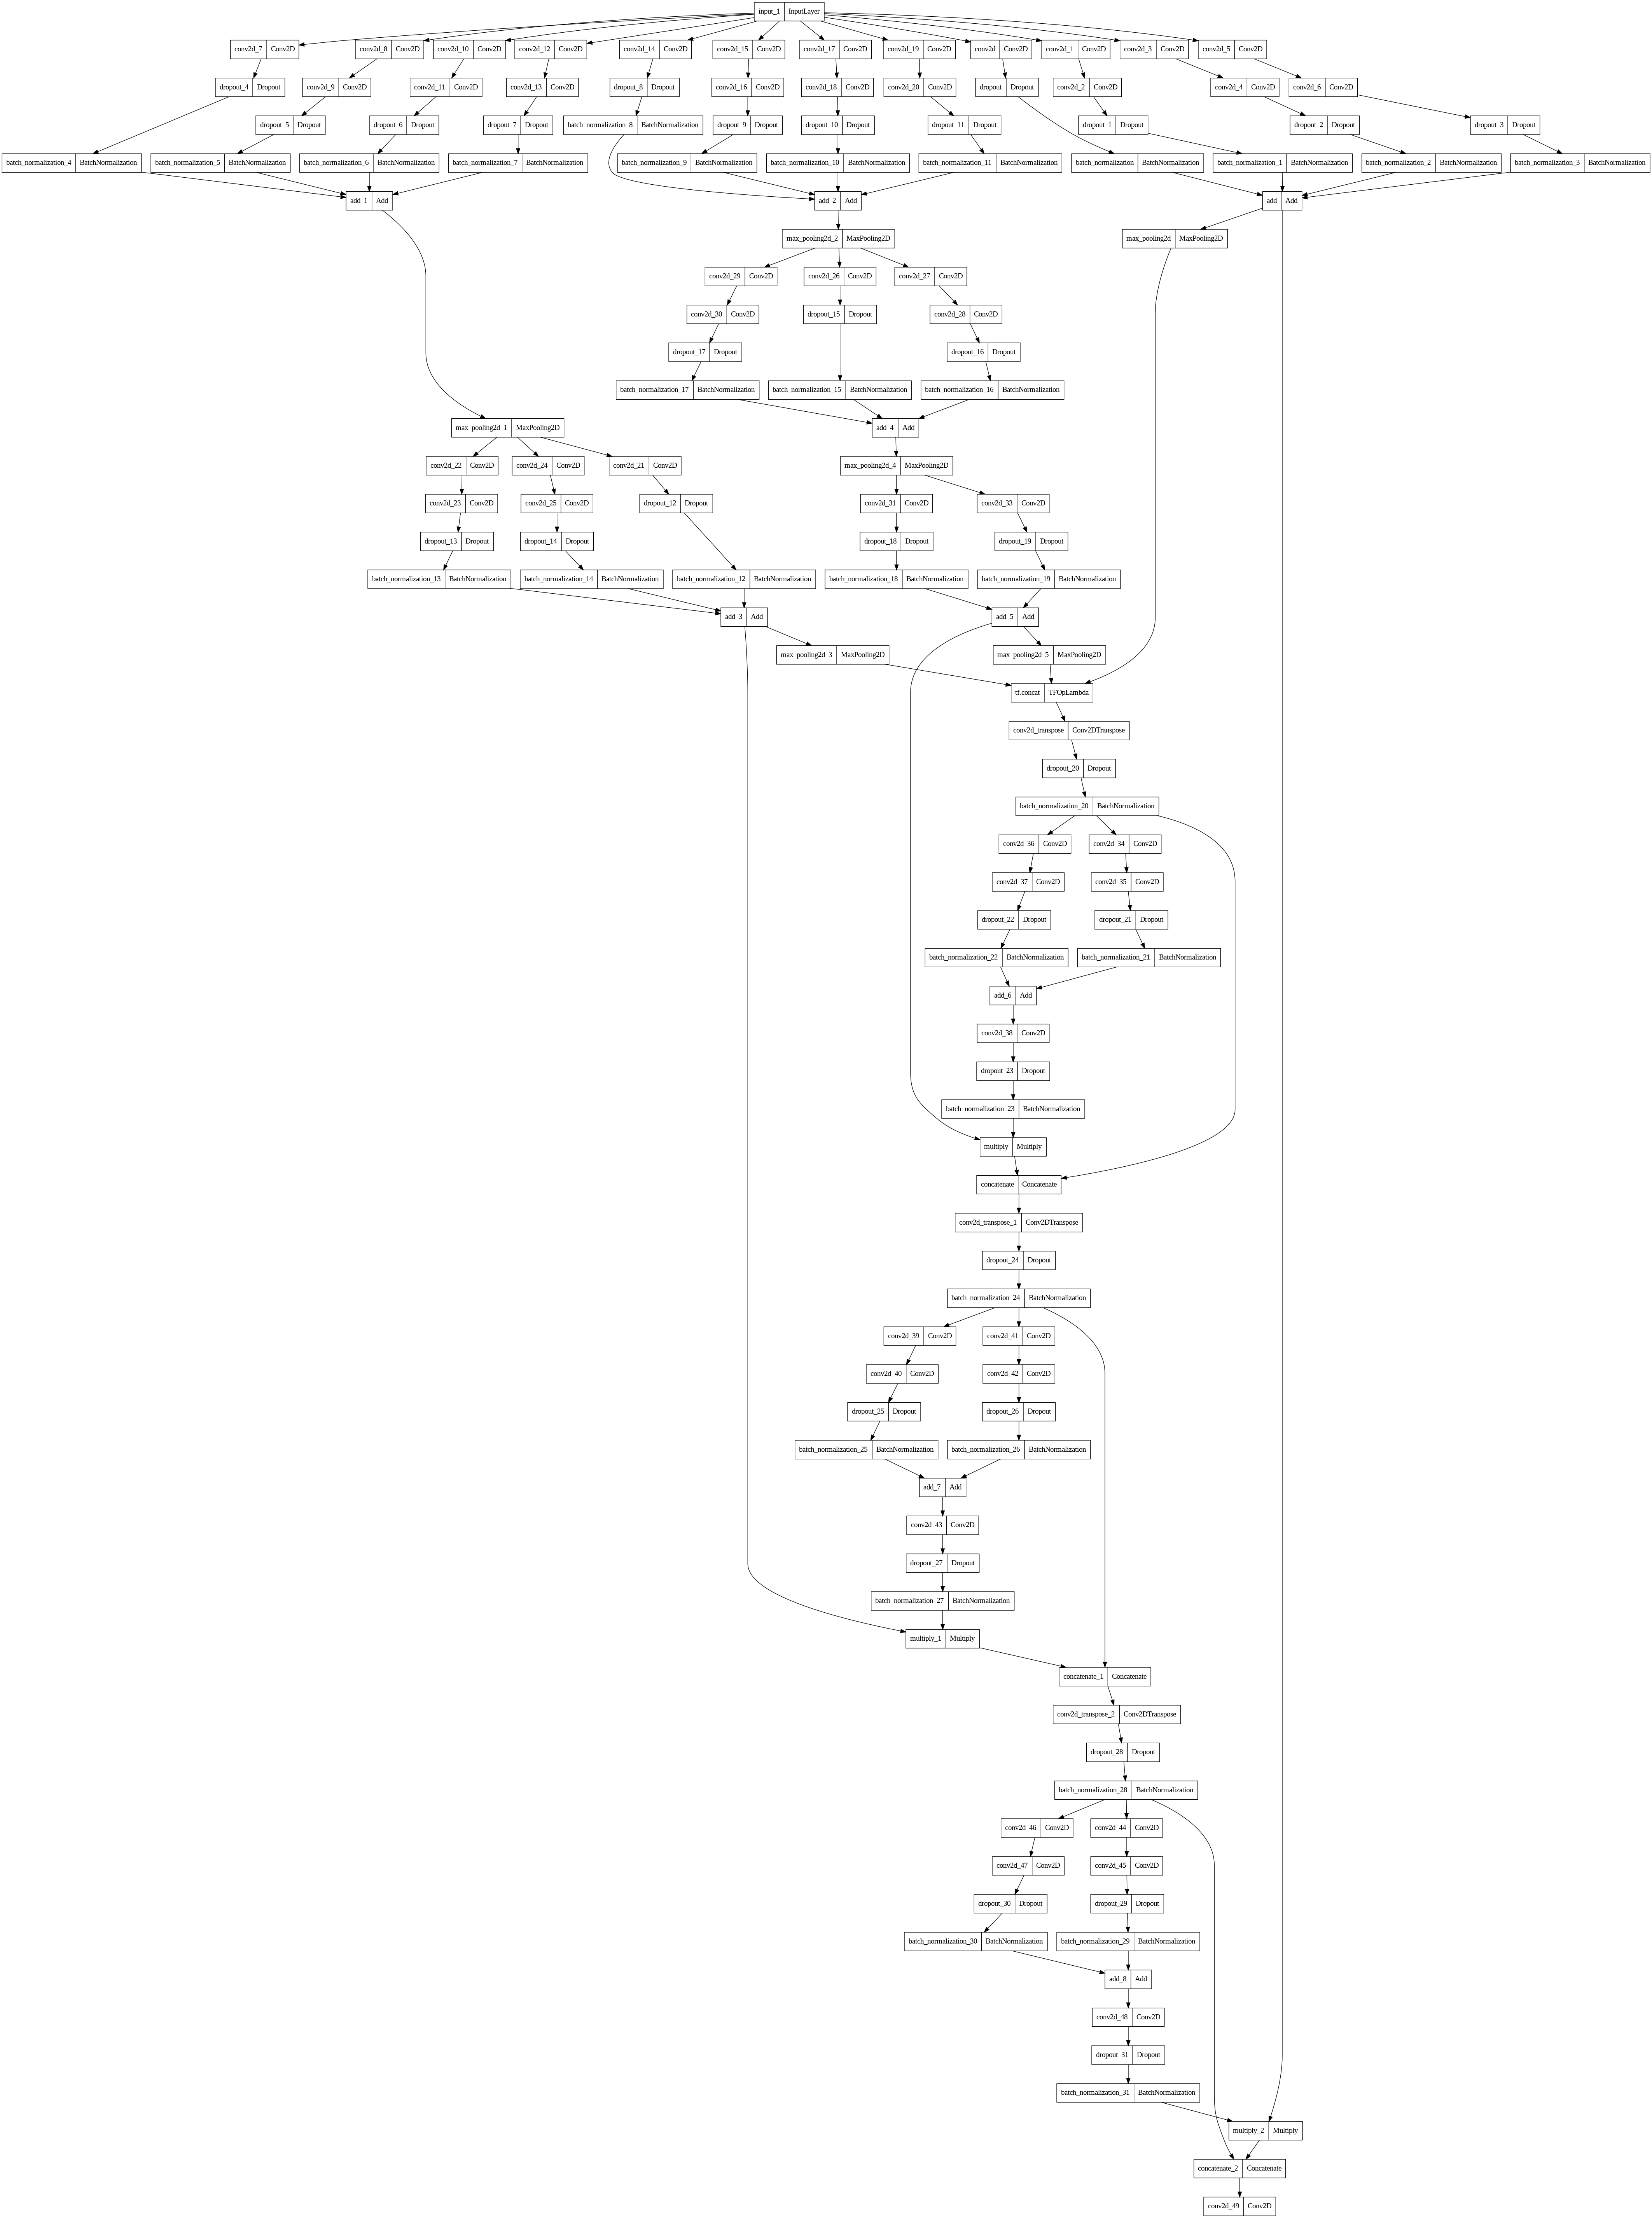 input_1 InputLayer
conv2d_7 Conv2D conv2d_8 Conv2D conv2d_10 Conv2D conv2d_12 Conv2D conv2d_14 Conv2D conv2d_15 Conv2D conv2d_17 Conv2D conv2d_19 Conv2D conv2d Conv2D conv2d_1 Conv2D conv2d_3 Conv2D conv2d_5 Conv2D
dropout_4 Dropout conv2d_9 Conv2D conv2d_11 Conv2D conv2d_13 Conv2D dropout_8 Dropout conv2d_16 Conv2D conv2d_18 Conv2D conv2d_20 Conv2D dropout Dropout conv2d_2 Conv2D conv2d_4 Conv2D conv2d_6 Conv2D
dropout_5 Dropout dropout_6 Dropout dropout_7 Dropout batch_normalization_8 BatchNormalization dropout_9 Dropout dropout_10 Dropout dropout_11 Dropout dropout_1 Dropout dropout_2 Dropout dropout_3 Dropout
batch_normalization_4 BatchNormalization batch_normalization_5 BatchNormalization batch_normalization_6 BatchNormalization batch_normalization_7 BatchNormalization batch_normalization_9 BatchNormalization batch_normalization_10 BatchNormalization batch_normalization_11 BatchNormalization batch_normalization BatchNormalization batch_normalization_1 BatchNormalization batch_normalization_2 BatchNormalization batch_normalization_3 BatchNormalization
add_1 Add add_2 Add add Add
max_pooling2d_2 MaxPooling2D max_pooling2d MaxPooling2D
conv2d_29 Conv2D conv2d_26 Conv2D conv2d_27 Conv2D
conv2d_30 Conv2D dropout_15 Dropout conv2d_28 Conv2D
dropout_17 Dropout dropout_16 Dropout
batch_normalization_17 BatchNormalization batch_normalization_15 BatchNormalization batch_normalization_16 BatchNormalization
max_pooling2d_1 MaxPooling2D add_4 Add
conv2d_22 Conv2D conv2d_24 Conv2D conv2d_21 Conv2D max_pooling2d_4 MaxPooling2D
conv2d_23 Conv2D conv2d_25 Conv2D dropout_12 Dropout conv2d_31 Conv2D conv2d_33 Conv2D
dropout_13 Dropout dropout_14 Dropout dropout_18 Dropout dropout_19 Dropout
batch_normalization_13 BatchNormalization batch_normalization_14 BatchNormalization batch_normalization_12 BatchNormalization batch_normalization_18 BatchNormalization batch_normalization_19 BatchNormalization
add_3 Add add_5 Add
max_pooling2d_3 MaxPooling2D max_pooling2d_5 MaxPooling2D
tf.concat TFOpLambda
conv2d_transpose Conv2DTranspose
dropout_20 Dropout
batch_normalization_20 BatchNormalization
conv2d_36 Conv2D conv2d_34 Conv2D
conv2d_37 Conv2D conv2d_35 Conv2D
dropout_22 Dropout dropout_21 Dropout
batch_normalization_22 BatchNormalization batch_normalization_21 BatchNormalization
add_6 Add
conv2d_38 Conv2D
dropout_23 Dropout
batch_normalization_23 BatchNormalization
multiply Multiply
concatenate Concatenate
conv2d_transpose_1 Conv2DTranspose
dropout_24 Dropout
batch_normalization_24 BatchNormalization
conv2d_39 Conv2D conv2d_41 Conv2D
conv2d_40 Conv2D conv2d_42 Conv2D
dropout_25 Dropout dropout_26 Dropout
batch_normalization_25 BatchNormalization batch_normalization_26 BatchNormalization
add_7 Add
conv2d_43 Conv2D
dropout_27 Dropout
batch_normalization_27 BatchNormalization
multiply_1 Multiply
concatenate_1 Concatenate
conv2d_transpose_2 Conv2DTranspose
dropout_28 Dropout
batch_normalization_28 BatchNormalization
conv2d_46 Conv2D conv2d_44 Conv2D
conv2d_47 Conv2D conv2d_45 Conv2D
dropout_30 Dropout dropout_29 Dropout
batch_normalization_30 BatchNormalization batch_normalization_29 BatchNormalization
add_8 Add
conv2d_48 Conv2D
dropout_31 Dropout
batch_normalization_31 BatchNormalization
multiply_2 Multiply
concatenate_2 Concatenate
conv2d_49 Conv2D